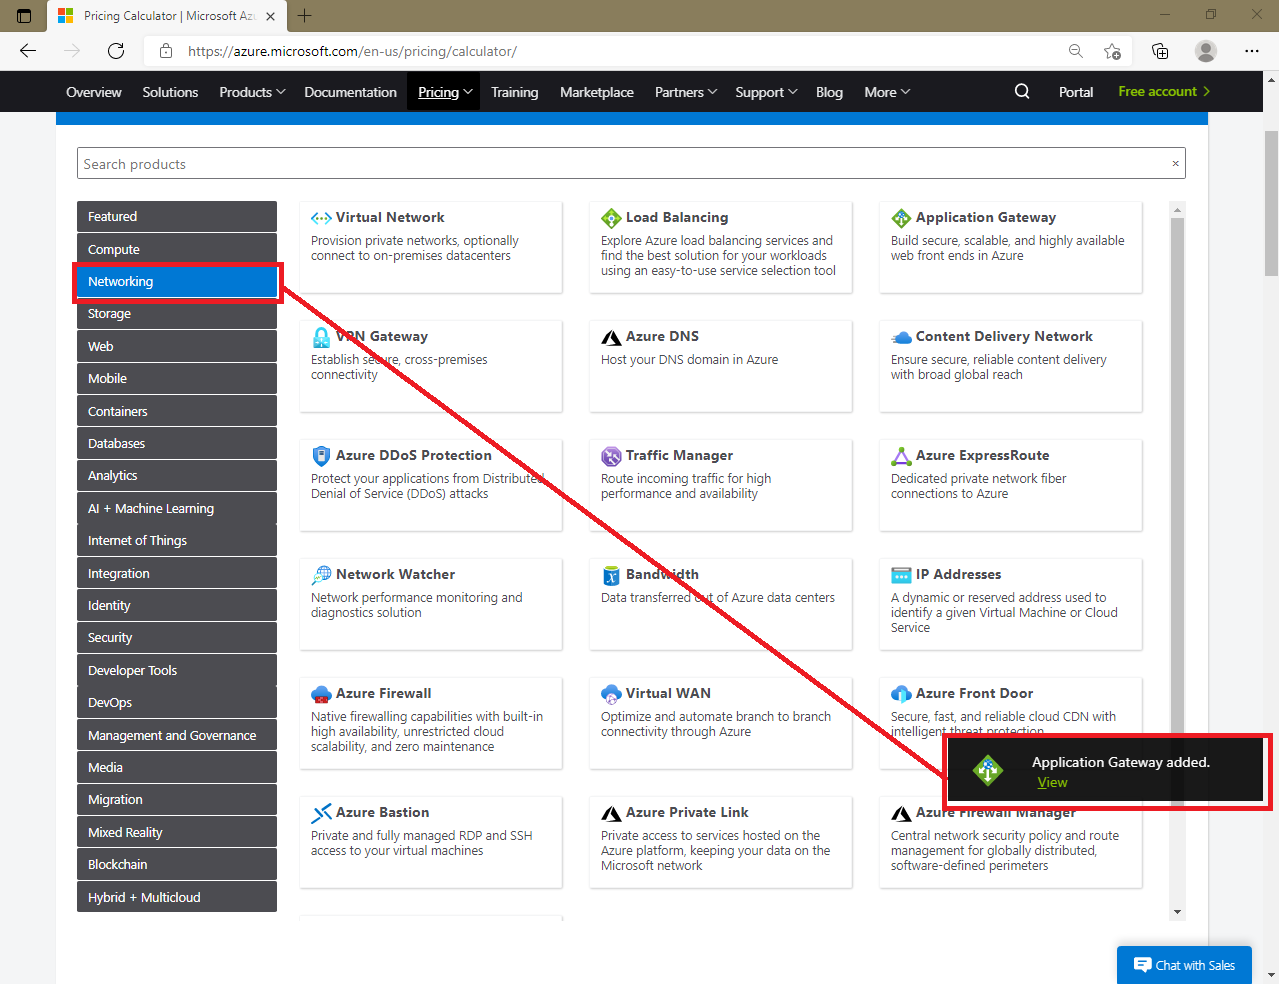 Pricing Calculator | Microsoft Azu
https://azure.microsoft.com/en-us/pricing/calculator/
Overview Solutions Products Documentation Pricing Training Marketplace Partners Support Blog More Portal Free account
Search products
Featured
Compute
Networking
Storage
Web
Mobile
Containers
Databases
Analytics
AI + Machine Learning
Internet of Things
Integration
Identity
Security
Developer Tools
DevOps
Management and Governance
Media
Migration
Mixed Reality
Blockchain
Hybrid + Multicloud
Virtual Network
Provision private networks, optionally
connect to on-premises datacenters
Load Balancing
Explore Azure load balancing services and
find the best solution for your workloads
using an easy-to-use service selection tool
Application Gateway
Build secure, scalable, and highly available
web front ends in Azure
VPN Gateway
Establish secure, cross-premises
connectivity
Azure DNS
Host your DNS domain in Azure
Content Delivery Network
Ensure secure, reliable content delivery
with broad global reach
Azure DDoS Protection
Protect your applications from Distributed
Denial of Service (DDoS) attacks
Traffic Manager
Route incoming traffic for high
performance and availability
Azure ExpressRoute
Dedicated private network fiber
connections to Azure
Network Watcher
Network performance monitoring and
diagnostics solution
Bandwidth
Data transferred out of Azure data centers
IP Addresses
A dynamic or reserved address used to
identify a given Virtual Machine or Cloud
Service
Azure Firewall
Native firewalling capabilities with built-in
high availability, unrestricted cloud
scalability, and zero maintenance
Virtual WAN
Optimize and automate branch to branch
connectivity through Azure
Azure Front Door
Secure, fast, and reliable cloud CDN with
intelligent threat protection
Application Gateway added.
View
Azure Bastion
Private and fully managed RDP and SSH
access to your virtual machines
Azure Private Link
Private access to services hosted on the
Azure platform, keeping your data on the
Microsoft network
Azure Firewall Manager
Central network security policy and route
management for globally distributed,
software-defined perimeters
Chat with Sales